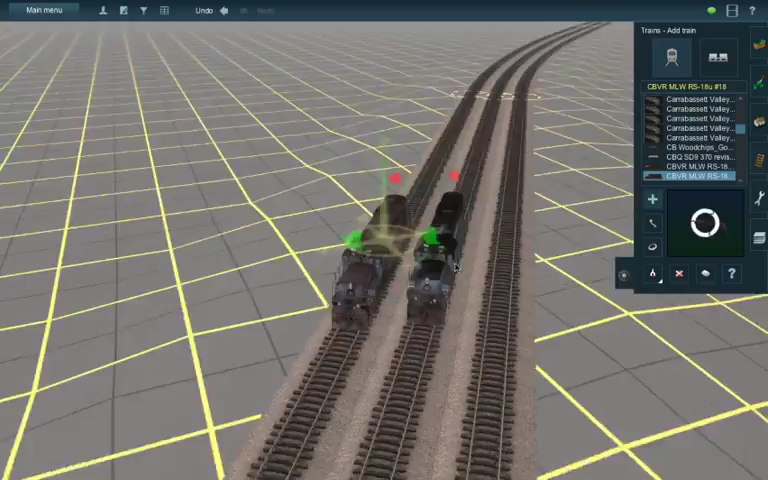 Main menu
Undo
Redo
?
Trains - Add train
CBVR MLW RS-18u #18
Carrabassett Valley...
Carrabassett Valley...
Carrabassett Valley...
Carrabassett Valley...
Carrabassett Valley...
CB Woodchips_Go...
CBQ SD9 370 revis...
CBVR MLW RS-18...
CBVR MLW RS-18...
?